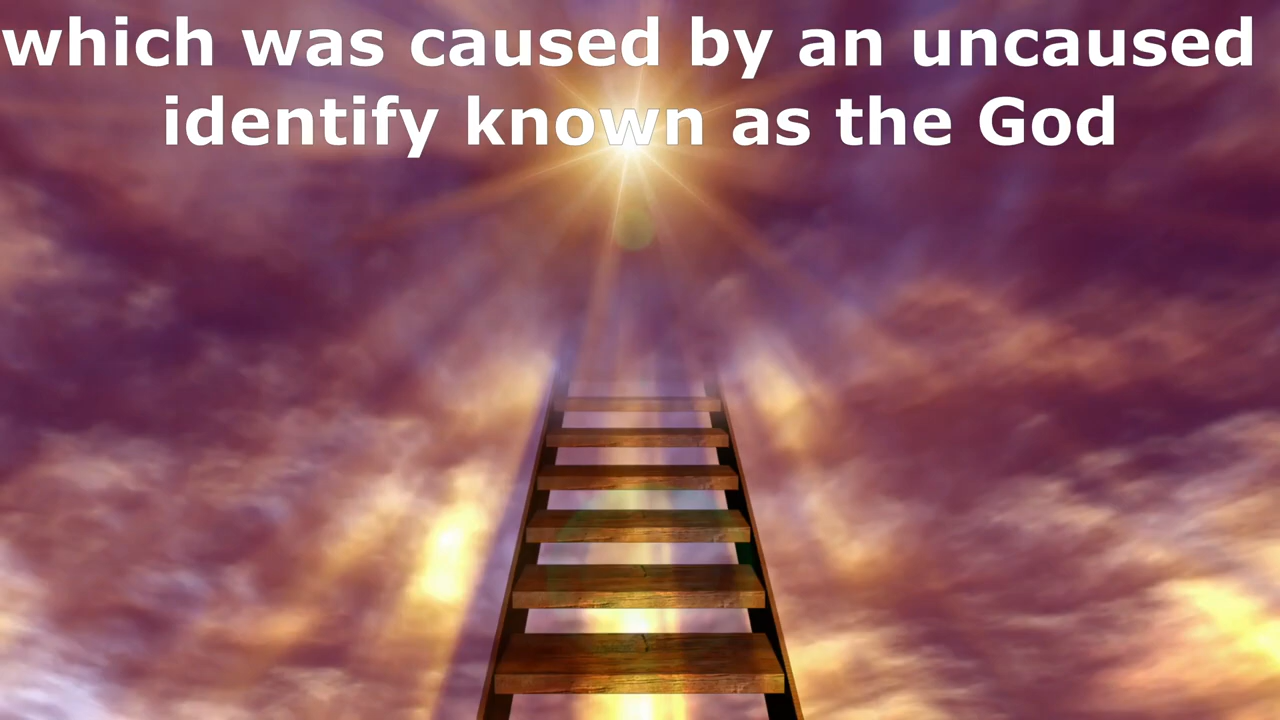 which was caused by an uncaused
identify known as the God